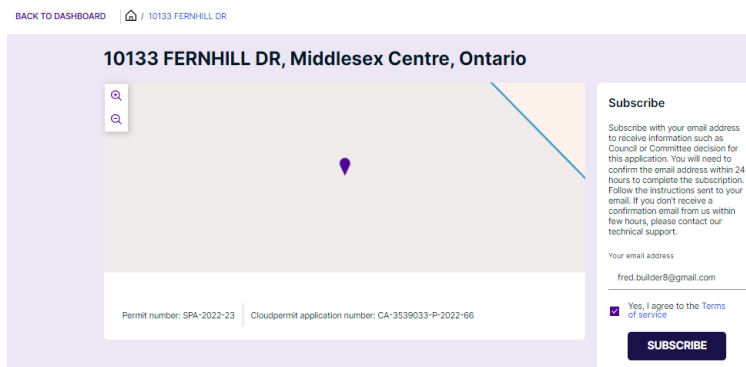 BACK TO DASHBOARD / 10133 FERNHILL DR
10133 FERNHILL DR, Middlesex Centre, Ontario
Permit number: SPA-2022-23 Cloudpermit application number: CA-3539033-P-2022-66
Subscribe
Subscribe with your email address
to receive information such as
Council or Committee decision for
this application. You will need to
confirm the email address within 24
hours to complete the subscription.
Follow the instructions sent to your
email. If you don't receive a
confirmation email from us within
few hours, please contact our
technical support.
Your email address
fred.builder8@gmail.com
Yes, I agree to the Terms
of service
SUBSCRIBE